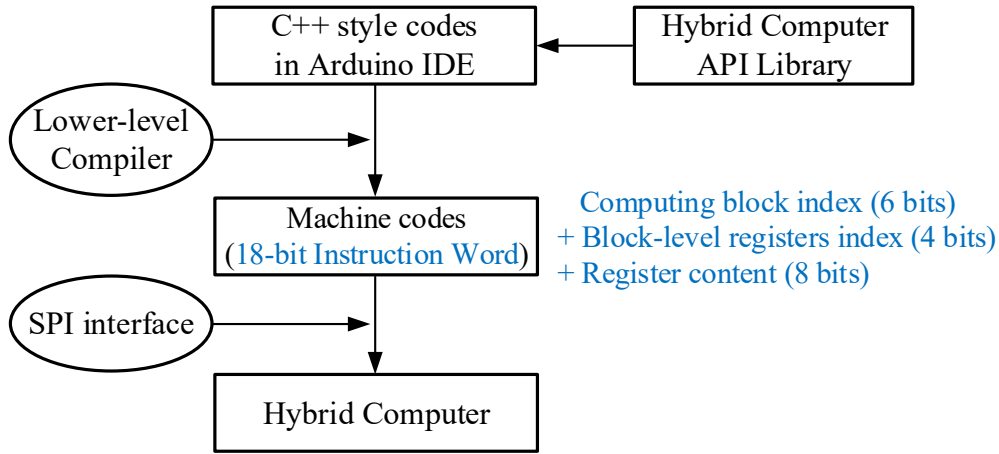 C++ style codes
in Arduino IDE
Hybrid Computer
API Library
Lower-level
Compiler
Machine codes
(18-bit Instruction Word)
Computing block index (6 bits)
+ Block-level registers index (4 bits)
+ Register content (8 bits)
SPI interface
Hybrid Computer